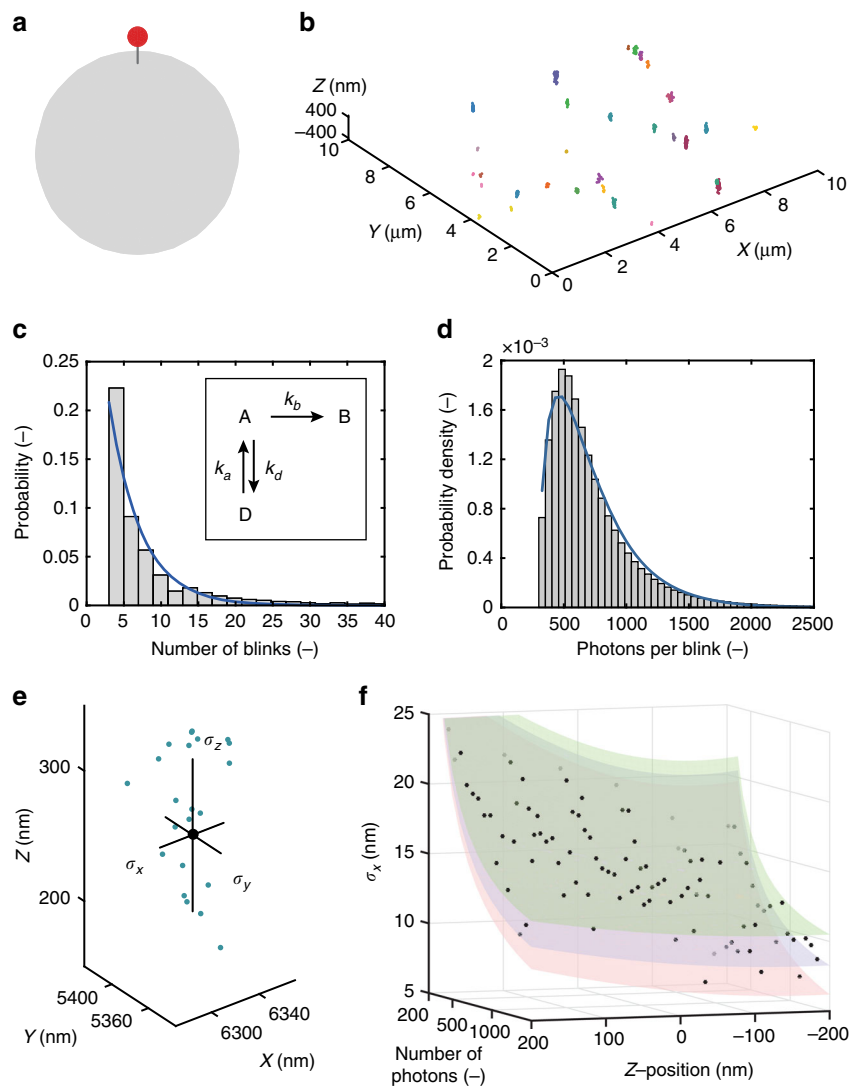 a
b
Z (nm)
400
−400
10
8
6
4
2
0
Y (μm)
0
2
4
6
8
10
X (μm)
c
0.25
0.2
0.15
0.1
0.05
0
Probability (–)
0 5 10 15 20 25 30 35 40
Number of blinks (–)
A k_b B
k_a k_d
D
d
×10⁻³
2
1.6
1.2
0.8
0.4
0
Probability density (–)
0 500 1000 1500 2000 2500
Photons per blink (–)
e
300
200
Z (nm)
σ_z
σ_x
σ_y
5400
5360
Y (nm)
6300
6340
X (nm)
f
25
20
15
10
5
σ_x (nm)
200
500
1000
Number of
photons (–)
200 100 0 −100 −200
Z–position (nm)